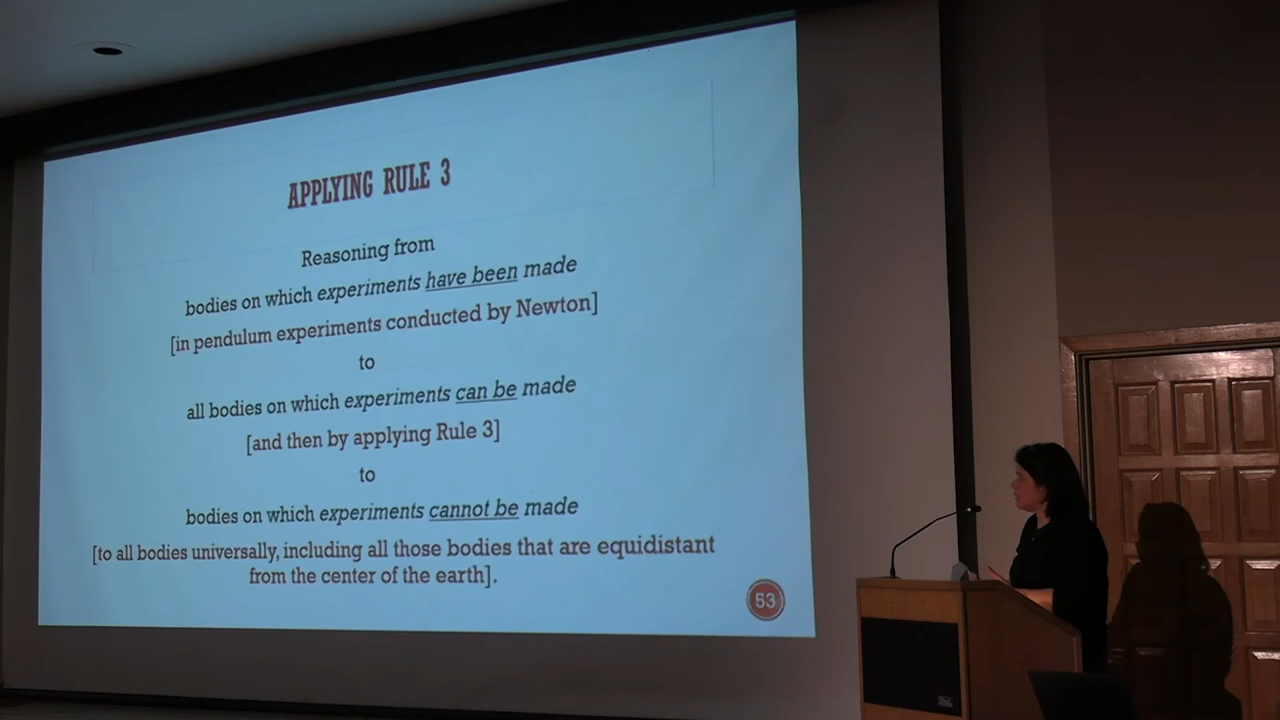 APPLYING RULE 3
Reasoning from
bodies on which experiments have been made
[in pendulum experiments conducted by Newton]
to
all bodies on which experiments can be made
[and then by applying Rule 3]
to
bodies on which experiments cannot be made
[to all bodies universally, including all those bodies that are equidistant
from the center of the earth].
53